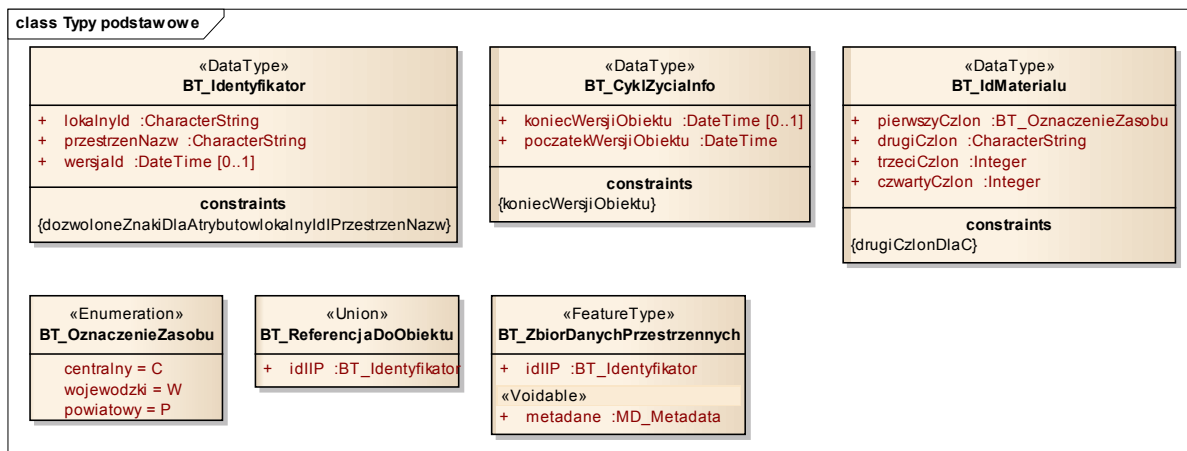 class Typy podstawowe
«DataType»
BT_Identyfikator
+ lokalnyId :CharacterString
+ przestrzenNazw :CharacterString
+ wersjaId :DateTime [0..1]
constraints
{dozwoloneZnakiDlaAtrybutowlokalnyIdIPrzestrzenNazw}
«DataType»
BT_CyklZyciaInfo
+ koniecWersjiObiektu :DateTime [0..1]
+ poczatekWersjiObiektu :DateTime
constraints
{koniecWersjiObiektu}
«DataType»
BT_IdMaterialu
+ pierwszyCzlon :BT_OznaczenieZasobu
+ drugiCzlon :CharacterString
+ trzeciCzlon :Integer
+ czwartyCzlon :Integer
constraints
{drugiCzlonDlaC}
«Enumeration»
BT_OznaczenieZasobu
centralny = C
wojewodzki = W
powiatowy = P
«Union»
BT_ReferencjaDoObiektu
+ idIIP :BT_Identyfikator
«FeatureType»
BT_ZbiorDanychPrzestrzennych
+ idIIP :BT_Identyfikator
«Voidable»
+ metadane :MD_Metadata